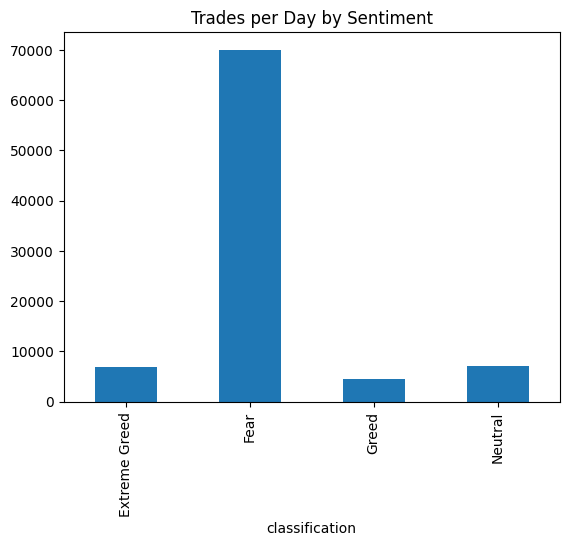 Trades per Day by Sentiment
70000
60000
50000
40000
30000
20000
10000
0
Extreme Greed
Fear
Greed
Neutral
classification